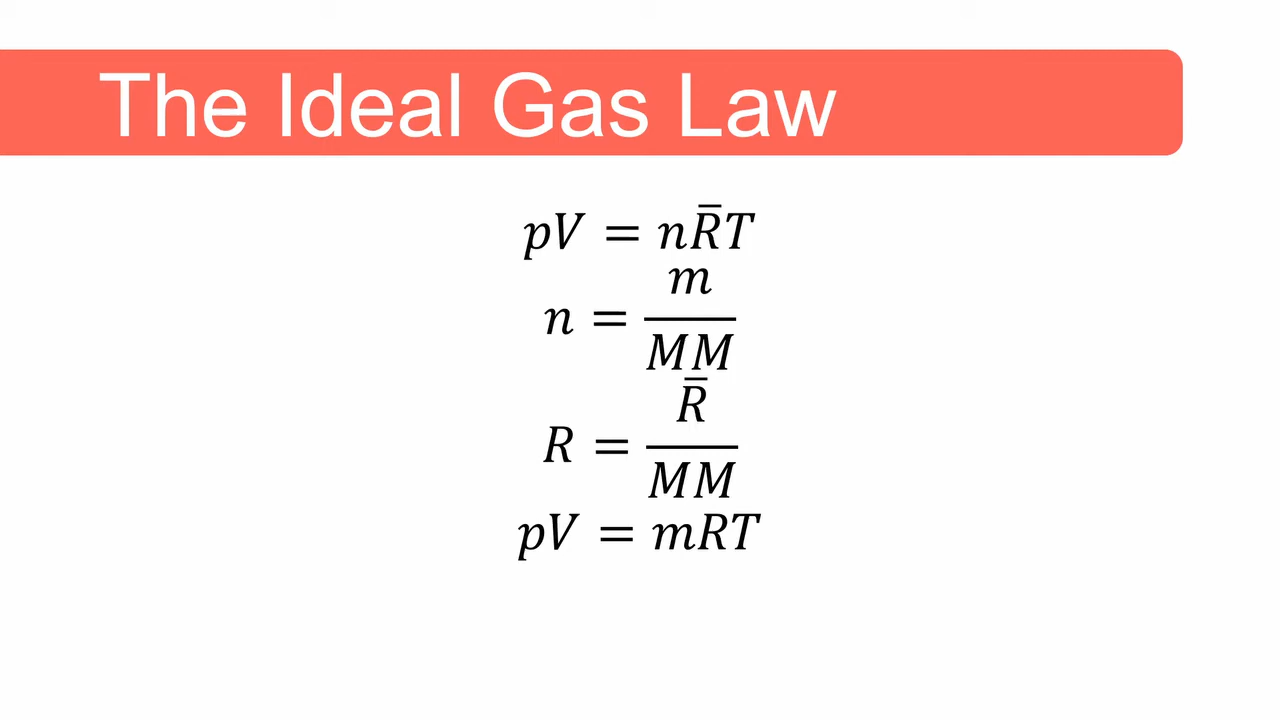 The Ideal Gas Law
pV = nR̄T
n = m/MM
R = R̄/MM
pV = mRT